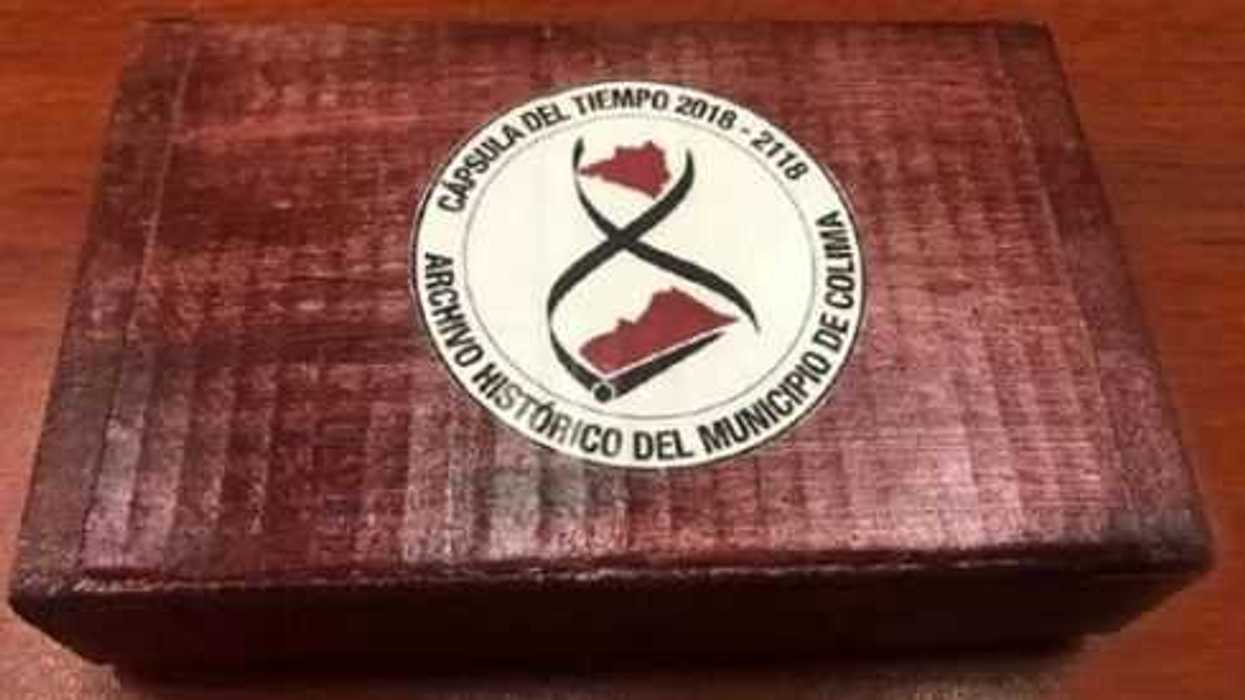 CÁPSULA DEL TIEMPO 2018 - 2118
ARCHIVO HISTÓRICO DEL MUNICIPIO DE COLIMA